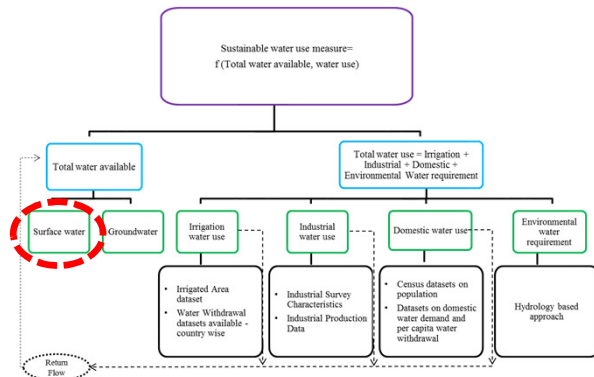 Sustainable water use measure=
f (Total water available, water use)
Total water available
Total water use = Irrigation +
Industrial + Domestic +
Environmental Water requirement
Surface water
Groundwater
Irrigation
water use
Industrial
water use
Domestic water use
Environmental
water
requirement
• Irrigated Area
dataset
• Water Withdrawal
datasets available -
country wise
• Industrial Survey
Characteristics
• Industrial Production
Data
• Census datasets on
population
• Datasets on domestic
water demand and
per capita water
withdrawal
Hydrology based
approach
Return
Flow